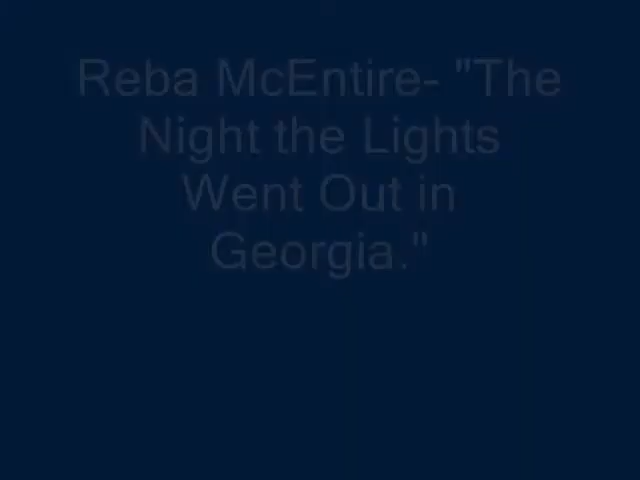 Reba McEntire- "The
Night the Lights
Went Out in
Georgia."